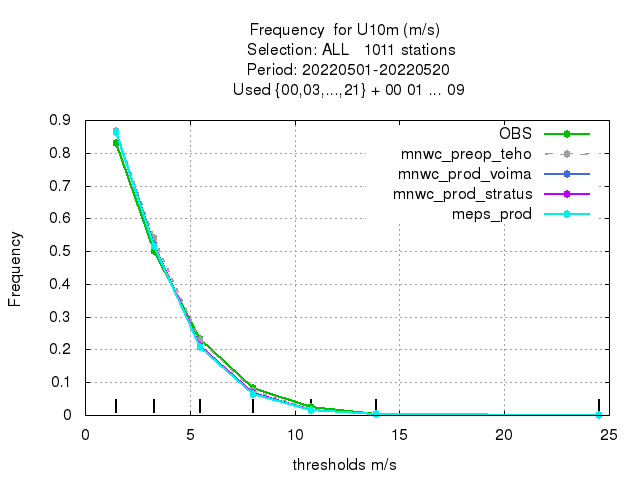 Frequency  for U10m (m/s)
Selection: ALL   1011 stations
Period: 20220501-20220520
Used {00,03,...,21} + 00 01 ... 09
0.9
0.8
0.7
0.6
0.5
0.4
0.3
0.2
0.1
0
Frequency
OBS
mnwc_preop_teho
mnwc_prod_voima
mnwc_prod_stratus
meps_prod
0 5 10 15 20 25
thresholds m/s